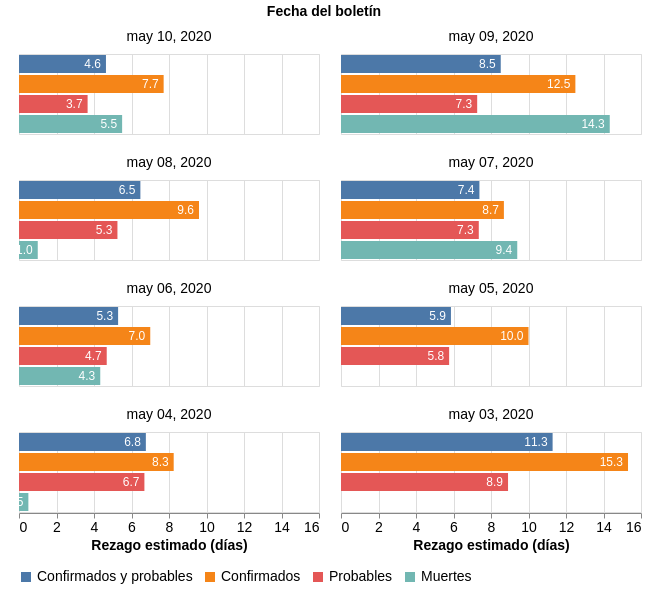 Fecha del boletín
may 10, 2020
may 09, 2020
4.6
8.5
7.7
12.5
3.7
7.3
5.5
14.3
may 08, 2020
may 07, 2020
6.5
7.4
9.6
8.7
5.3
7.3
1.0
9.4
may 06, 2020
may 05, 2020
5.3
5.9
7.0
10.0
4.7
5.8
4.3
may 04, 2020
may 03, 2020
6.8
11.3
8.3
15.3
6.7
8.9
0 2 4 6 8 10 12 14 16
0 2 4 6 8 10 12 14 16
Rezago estimado (días)
Rezago estimado (días)
Confirmados y probables Confirmados Probables Muertes